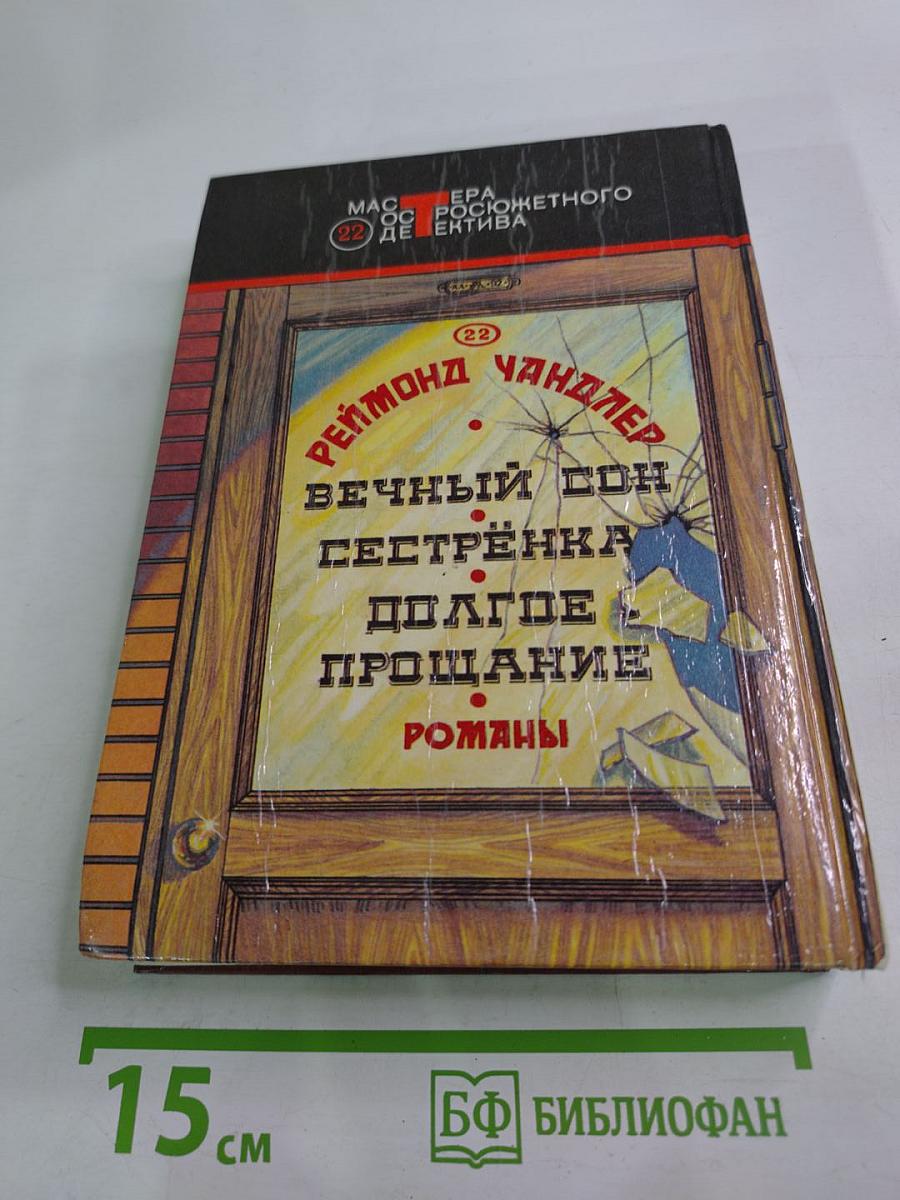 МАСТЕРА
ОСТРОСЮЖЕТНОГО
22 ДЕТЕКТИВА
22
РЕЙМОНД ЧАНДЛЕР
ВЕЧНЫЙ СОН
СЕСТРЁНКА
ДОЛГОЕ
ПРОЩАНИЕ
РОМАНЫ
15 см
БФ БИБЛИОФАН